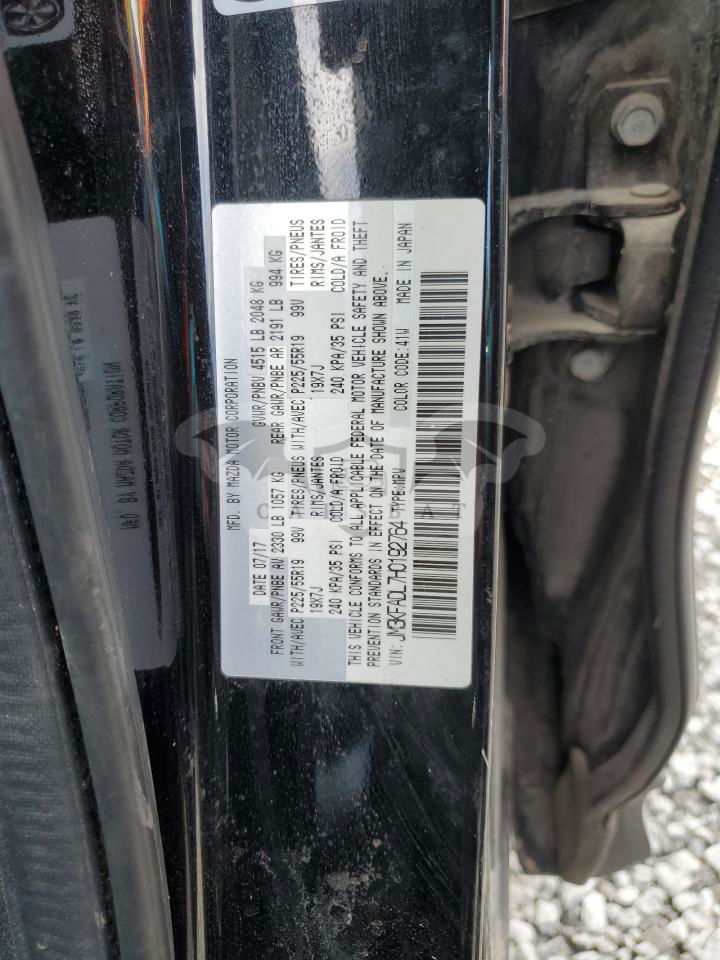 MFD. BY MAZDA MOTOR CORPORATION
DATE 07/17 GVWR/PNBV 4515 LB 2048 KG
FRONT GAWR/PNBE AV 2330 LB 1057 KG REAR GAWR/PNBE AR 2191 LB 994 KG
WITH/AVEC P225/55R19 99V TIRES/PNEUS WITH/AVEC P225/55R19 99V TIRES/PNEUS
19X7J RIMS/JANTES 19X7J RIMS/JANTES
240 KPA/35 PSI COLD/A FROID 240 KPA/35 PSI COLD/A FROID
THIS VEHICLE CONFORMS TO ALL APPLICABLE FEDERAL MOTOR VEHICLE SAFETY AND THEFT
PREVENTION STANDARDS IN EFFECT ON THE DATE OF MANUFACTURE SHOWN ABOVE.
VIN: JM3KFADL7H0192764 TYPE:MPV COLOR CODE:41W MADE IN JAPAN